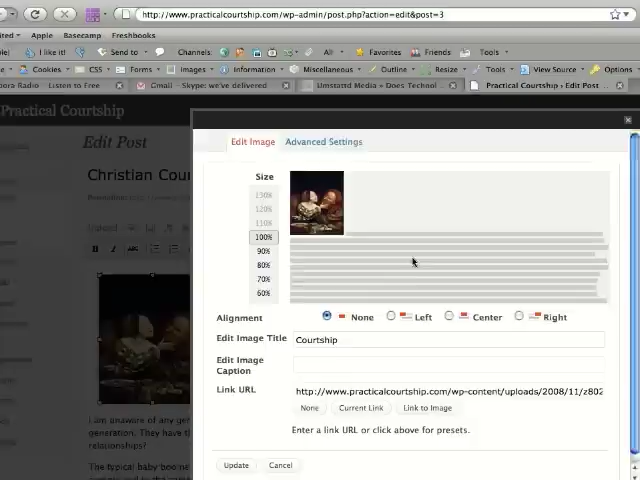 http://www.practicalcourtship.com/wp-admin/post.php?action=edit&post=3
Apple Basecamp Freshbooks
I like it! Send to Channels: All Favorites Friends Tools
Cookies CSS Forms Images Information Miscellaneous Outline Resize Tools View Source Options
Radio Listen to Free Gmail - Skype: we've delivered Umstattd Media » Does Technol... Practical Courtship › Edit Post
Practical Courtship
Edit Post
Edit Image Advanced Settings
Christian Cou
Size
130%
120%
110%
100%
90%
80%
70%
60%
Alignment None Left Center Right
Edit Image Title Courtship
Edit Image Caption
Link URL http://www.practicalcourtship.com/wp-content/uploads/2008/11/z802
None Current Link Link to Image
Enter a link URL or click above for presets.
Update Cancel
I am aware of any gen
generation. They have t
relationships?
The typical baby boome